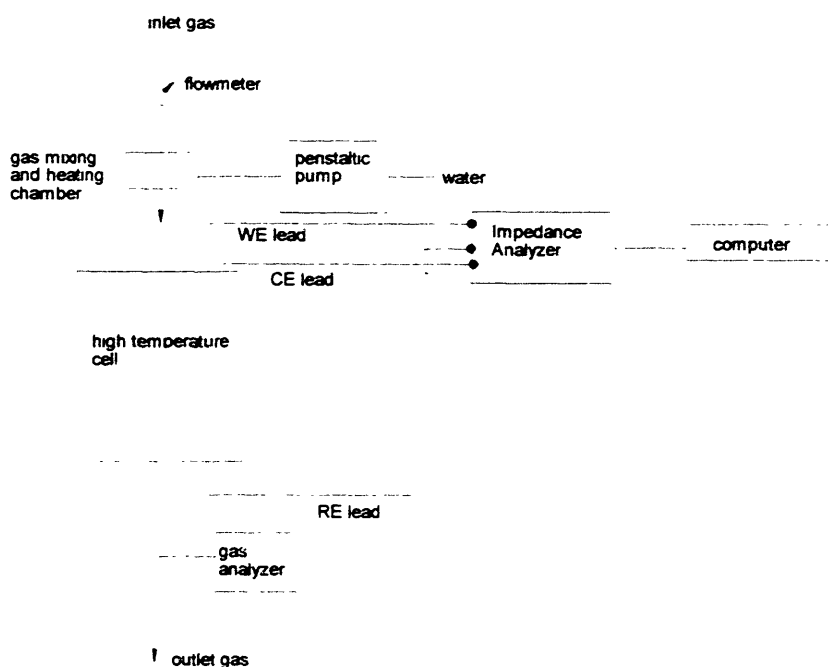 inlet gas
flowmeter
gas mixing
and heating
chamber
penstaltic
pump
water
WE lead
Impedance
Analyzer
computer
CE lead
high temperature
cell
RE lead
gas
analyzer
outlet gas